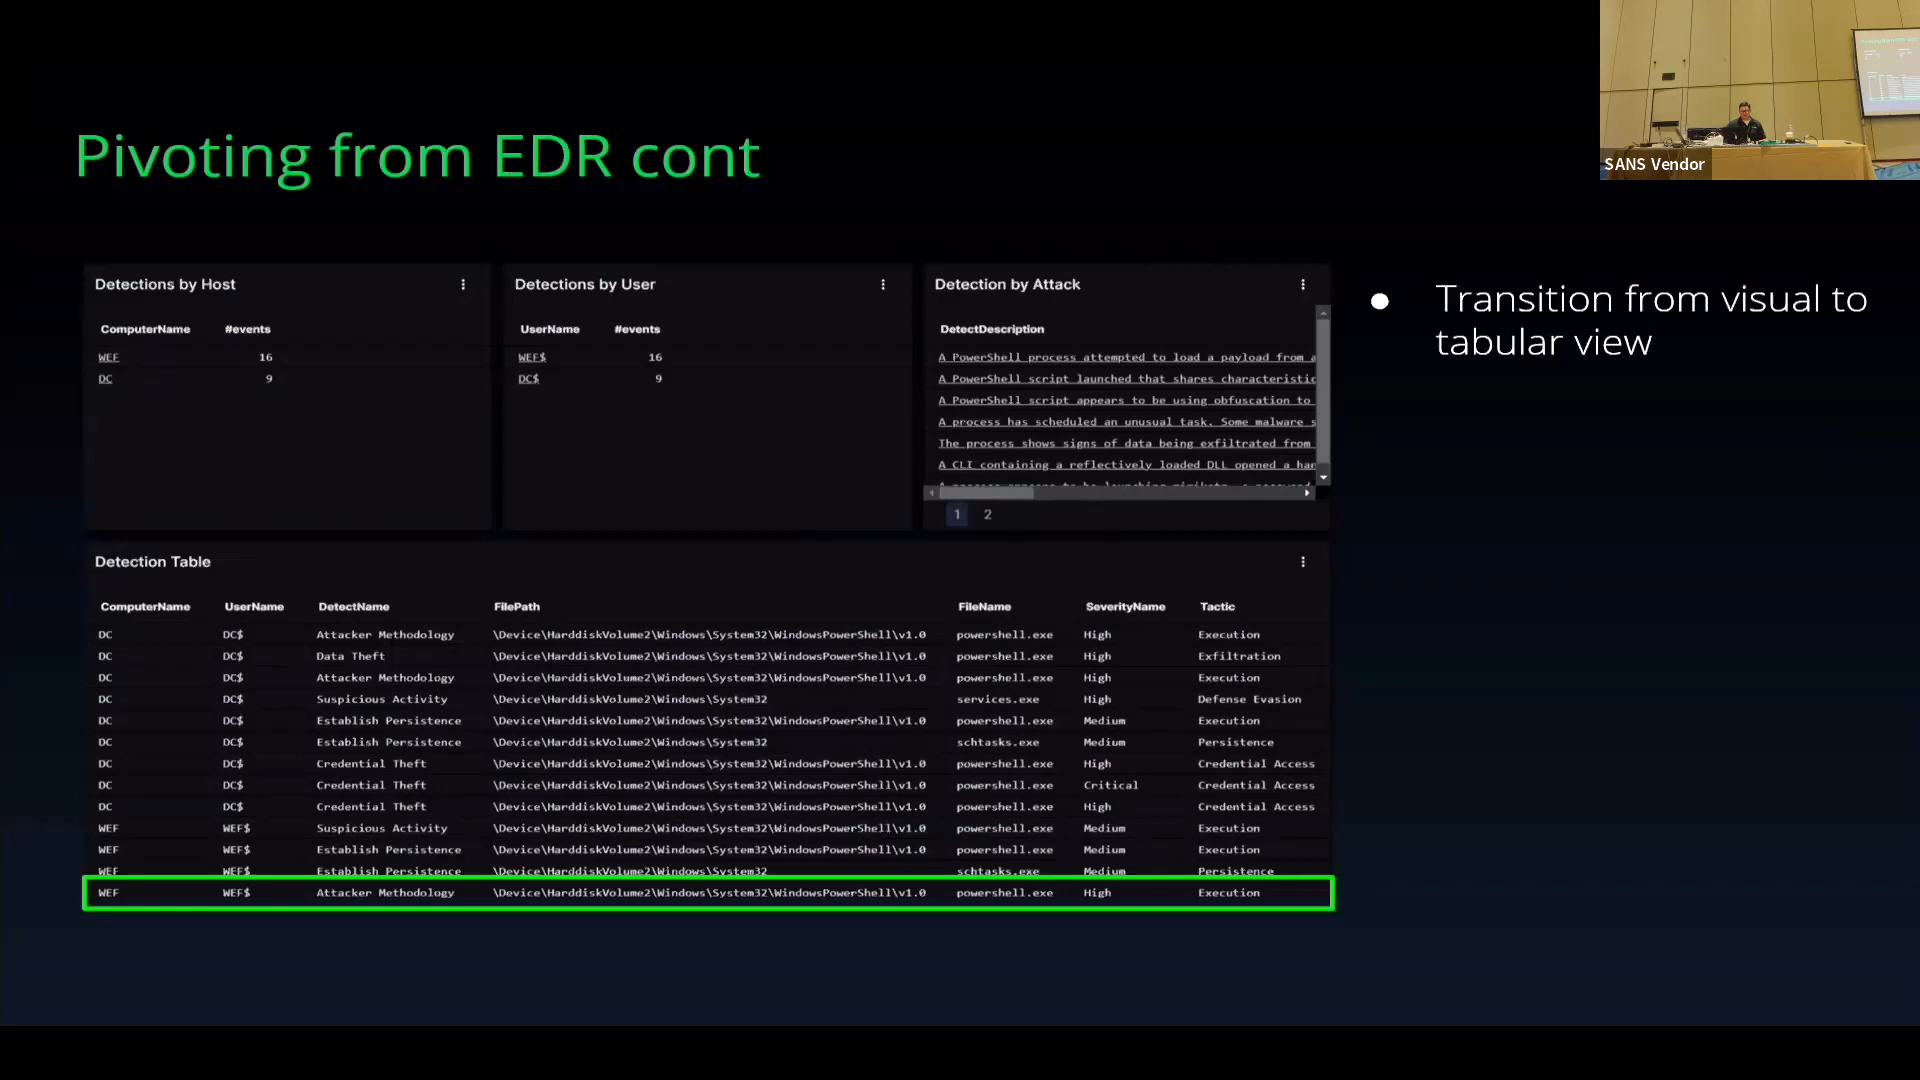 Pivoting from EDR cont
SANS Vendor
Detections by Host
ComputerName #events
WEF 16
DC 9
Detections by User
UserName #events
WEF$ 16
DC$ 9
Detection by Attack
DetectDescription
A PowerShell process attempted to load a payload from a
A PowerShell script launched that shares characteristic
A PowerShell script appears to be using obfuscation to
A process has scheduled an unusual task. Some malware s
The process shows signs of data being exfiltrated from
A CLI containing a reflectively loaded DLL opened a han
1 2
Transition from visual to
tabular view
Detection Table
ComputerName UserName DetectName FilePath FileName SeverityName Tactic
DC DC$ Attacker Methodology \Device\HarddiskVolume2\Windows\System32\WindowsPowerShell\v1.0 powershell.exe High Execution
DC DC$ Data Theft \Device\HarddiskVolume2\Windows\System32\WindowsPowerShell\v1.0 powershell.exe High Exfiltration
DC DC$ Attacker Methodology \Device\HarddiskVolume2\Windows\System32\WindowsPowerShell\v1.0 powershell.exe High Execution
DC DC$ Suspicious Activity \Device\HarddiskVolume2\Windows\System32 services.exe High Defense Evasion
DC DC$ Establish Persistence \Device\HarddiskVolume2\Windows\System32\WindowsPowerShell\v1.0 powershell.exe Medium Execution
DC DC$ Establish Persistence \Device\HarddiskVolume2\Windows\System32 schtasks.exe Medium Persistence
DC DC$ Credential Theft \Device\HarddiskVolume2\Windows\System32\WindowsPowerShell\v1.0 powershell.exe High Credential Access
DC DC$ Credential Theft \Device\HarddiskVolume2\Windows\System32\WindowsPowerShell\v1.0 powershell.exe Critical Credential Access
DC DC$ Credential Theft \Device\HarddiskVolume2\Windows\System32\WindowsPowerShell\v1.0 powershell.exe High Credential Access
WEF WEF$ Suspicious Activity \Device\HarddiskVolume2\Windows\System32\WindowsPowerShell\v1.0 powershell.exe Medium Execution
WEF WEF$ Establish Persistence \Device\HarddiskVolume2\Windows\System32\WindowsPowerShell\v1.0 powershell.exe Medium Execution
WEF WEF$ Establish Persistence \Device\HarddiskVolume2\Windows\System32 schtasks.exe Medium Persistence
WEF WEF$ Attacker Methodology \Device\HarddiskVolume2\Windows\System32\WindowsPowerShell\v1.0 powershell.exe High Execution